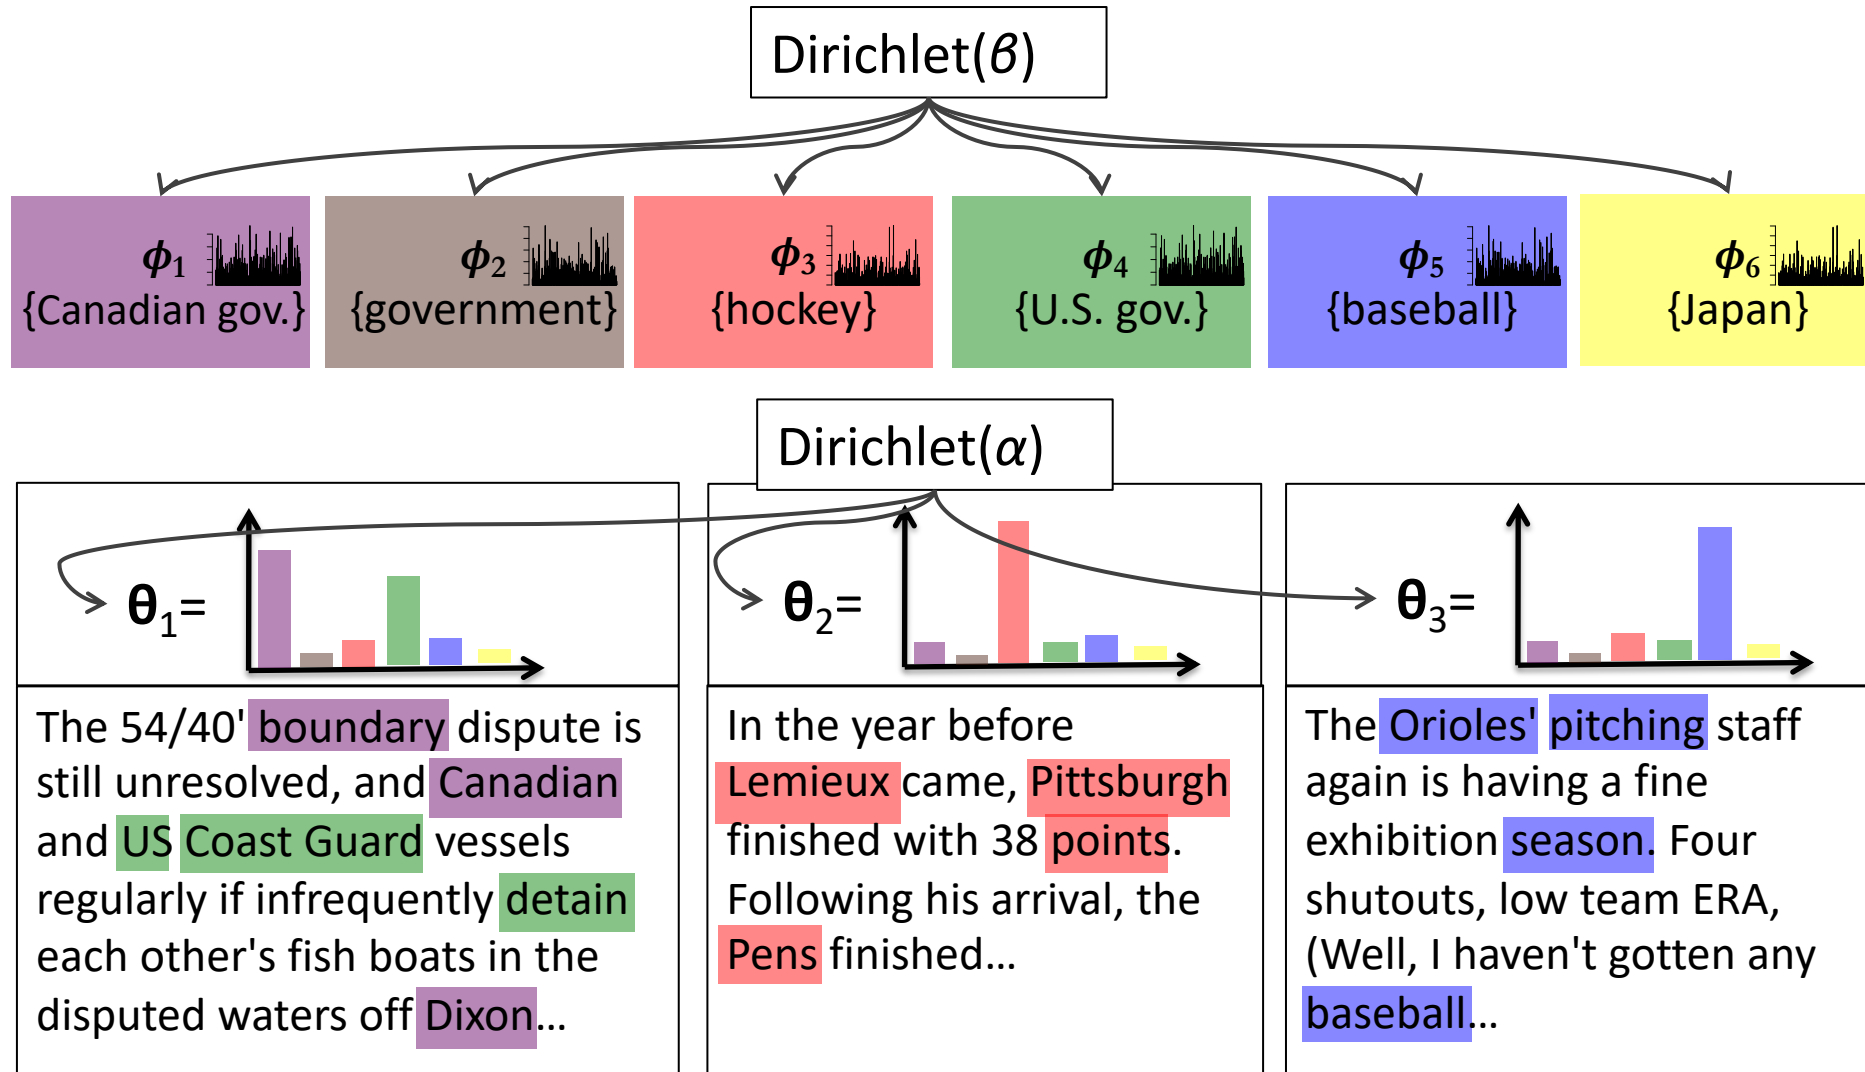 Dirichlet(β)
ϕ1 ϕ2 ϕ3 ϕ4 ϕ5 ϕ6
{Canadian gov.} {government} {hockey} {U.S. gov.} {baseball} {Japan}
Dirichlet(α)
θ1= θ2= θ3=
The 54/40' boundary dispute is
still unresolved, and Canadian
and US Coast Guard vessels
regularly if infrequently detain
each other's fish boats in the
disputed waters off Dixon…
In the year before
Lemieux came, Pittsburgh
finished with 38 points.
Following his arrival, the
Pens finished…
The Orioles' pitching staff
again is having a fine
exhibition season. Four
shutouts, low team ERA,
(Well, I haven't gotten any
baseball…